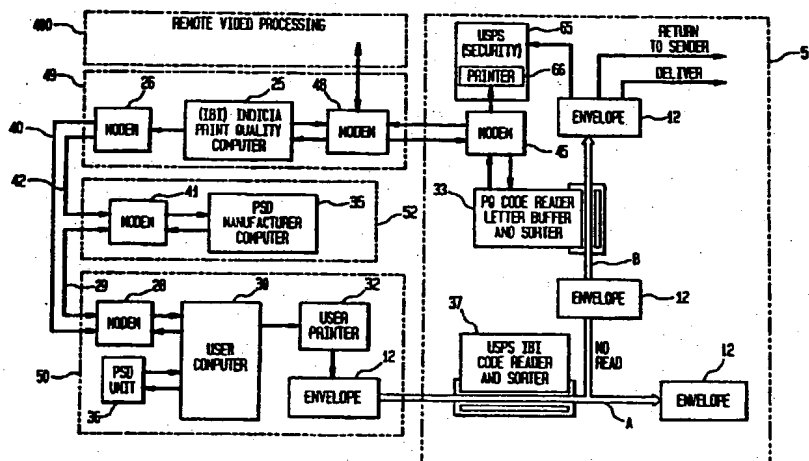 400
REMOTE VIDEO PROCESSING
49
26
25
48
40
MODEM
(IBI) INDICIA
PRINT QUALITY
COMPUTER
MODEM
42
41
35
MODEM
PSD
MANUFACTURER
COMPUTER
52
29
28
30
32
MODEM
USER
COMPUTER
USER
PRINTER
50
PSD
UNIT
36
12
ENVELOPE
65
USPS
(SECURITY)
PRINTER
66
RETURN
TO SENDER
DELIVER
5
ENVELOPE
12
MODEM
45
33
PQ CODE READER
LETTER BUFFER
AND SORTER
B
ENVELOPE
12
37
USPS IBI
CODE READER
AND SORTER
NO
READ
12
ENVELOPE
A